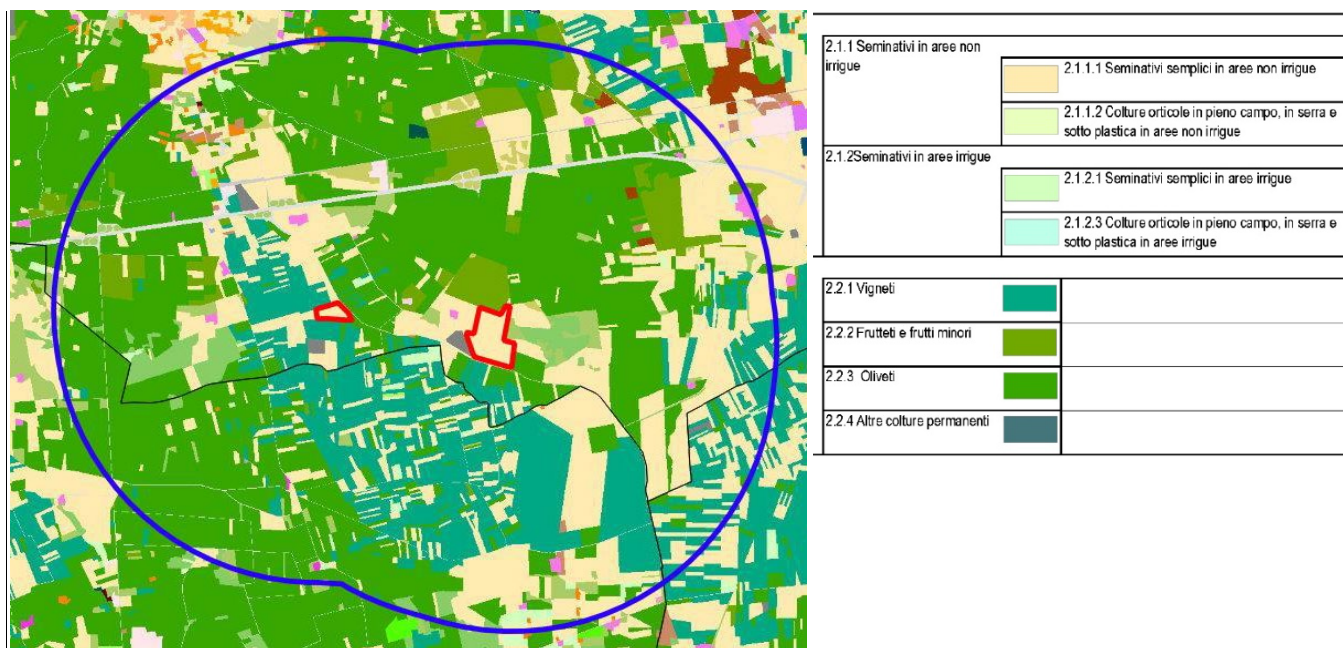 2.1.1 Seminativi in aree non
irrigue
2.1.1.1 Seminativi semplici in aree non irrigue
2.1.1.2 Colture orticole in pieno campo, in serra e
sotto plastica in aree non irrigue
2.1.2Seminativi in aree irrigue
2.1.2.1 Seminativi semplici in aree irrigue
2.1.2.3 Colture orticole in pieno campo, in serra e
sotto plastica in aree irrigue
2.2.1 Vigneti
2.2.2 Frutteti e frutti minori
2.2.3 Oliveti
2.2.4 Altre colture permanenti